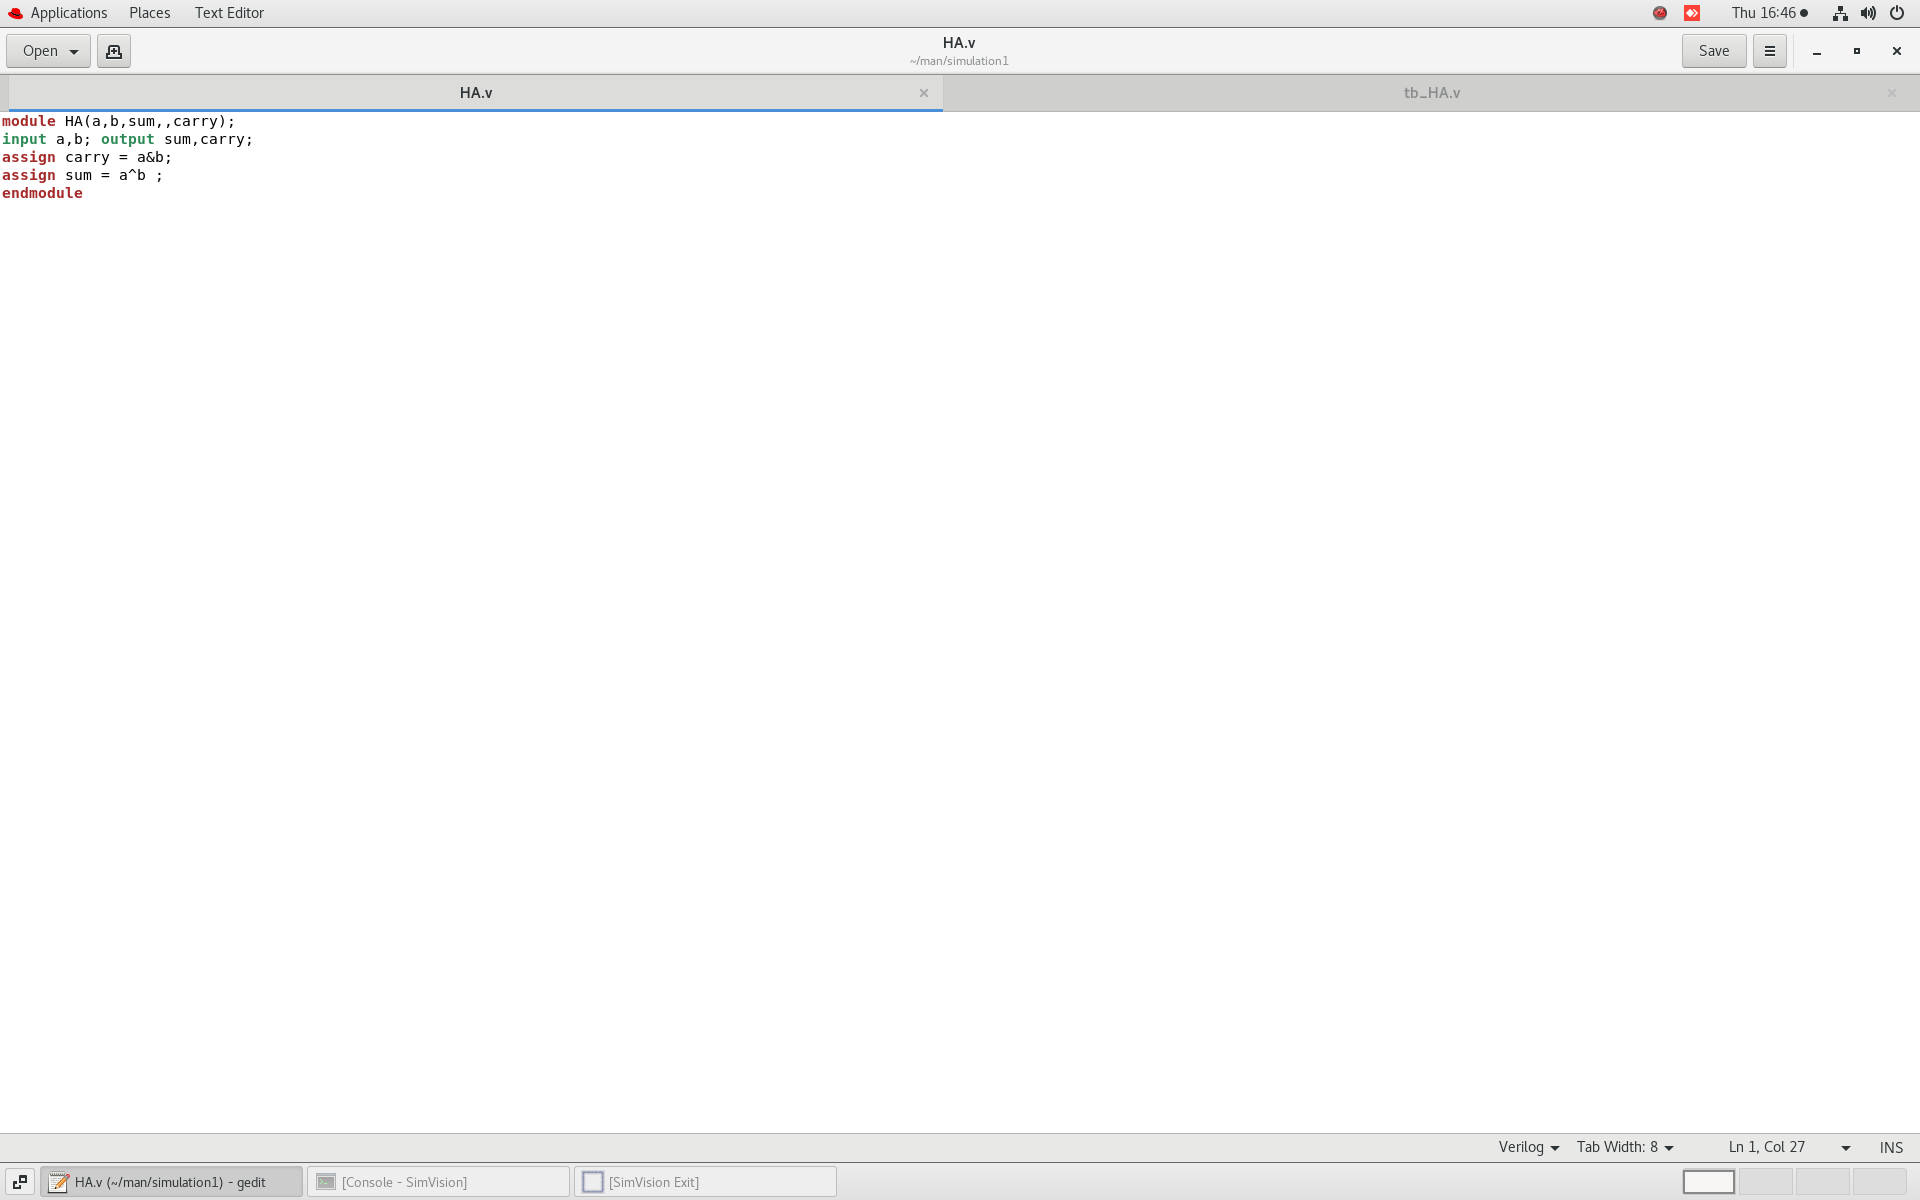 Applications Places Text Editor Thu 16:46
Open HA.v Save
~/man/simulation1
HA.v tb_HA.v
module HA(a,b,sum,,carry);
input a,b; output sum,carry;
assign carry = a&b;
assign sum = a^b ;
endmodule
Verilog Tab Width: 8 Ln 1, Col 27 INS
HA.v (~/man/simulation1) - gedit [Console - SimVision] [SimVision Exit]